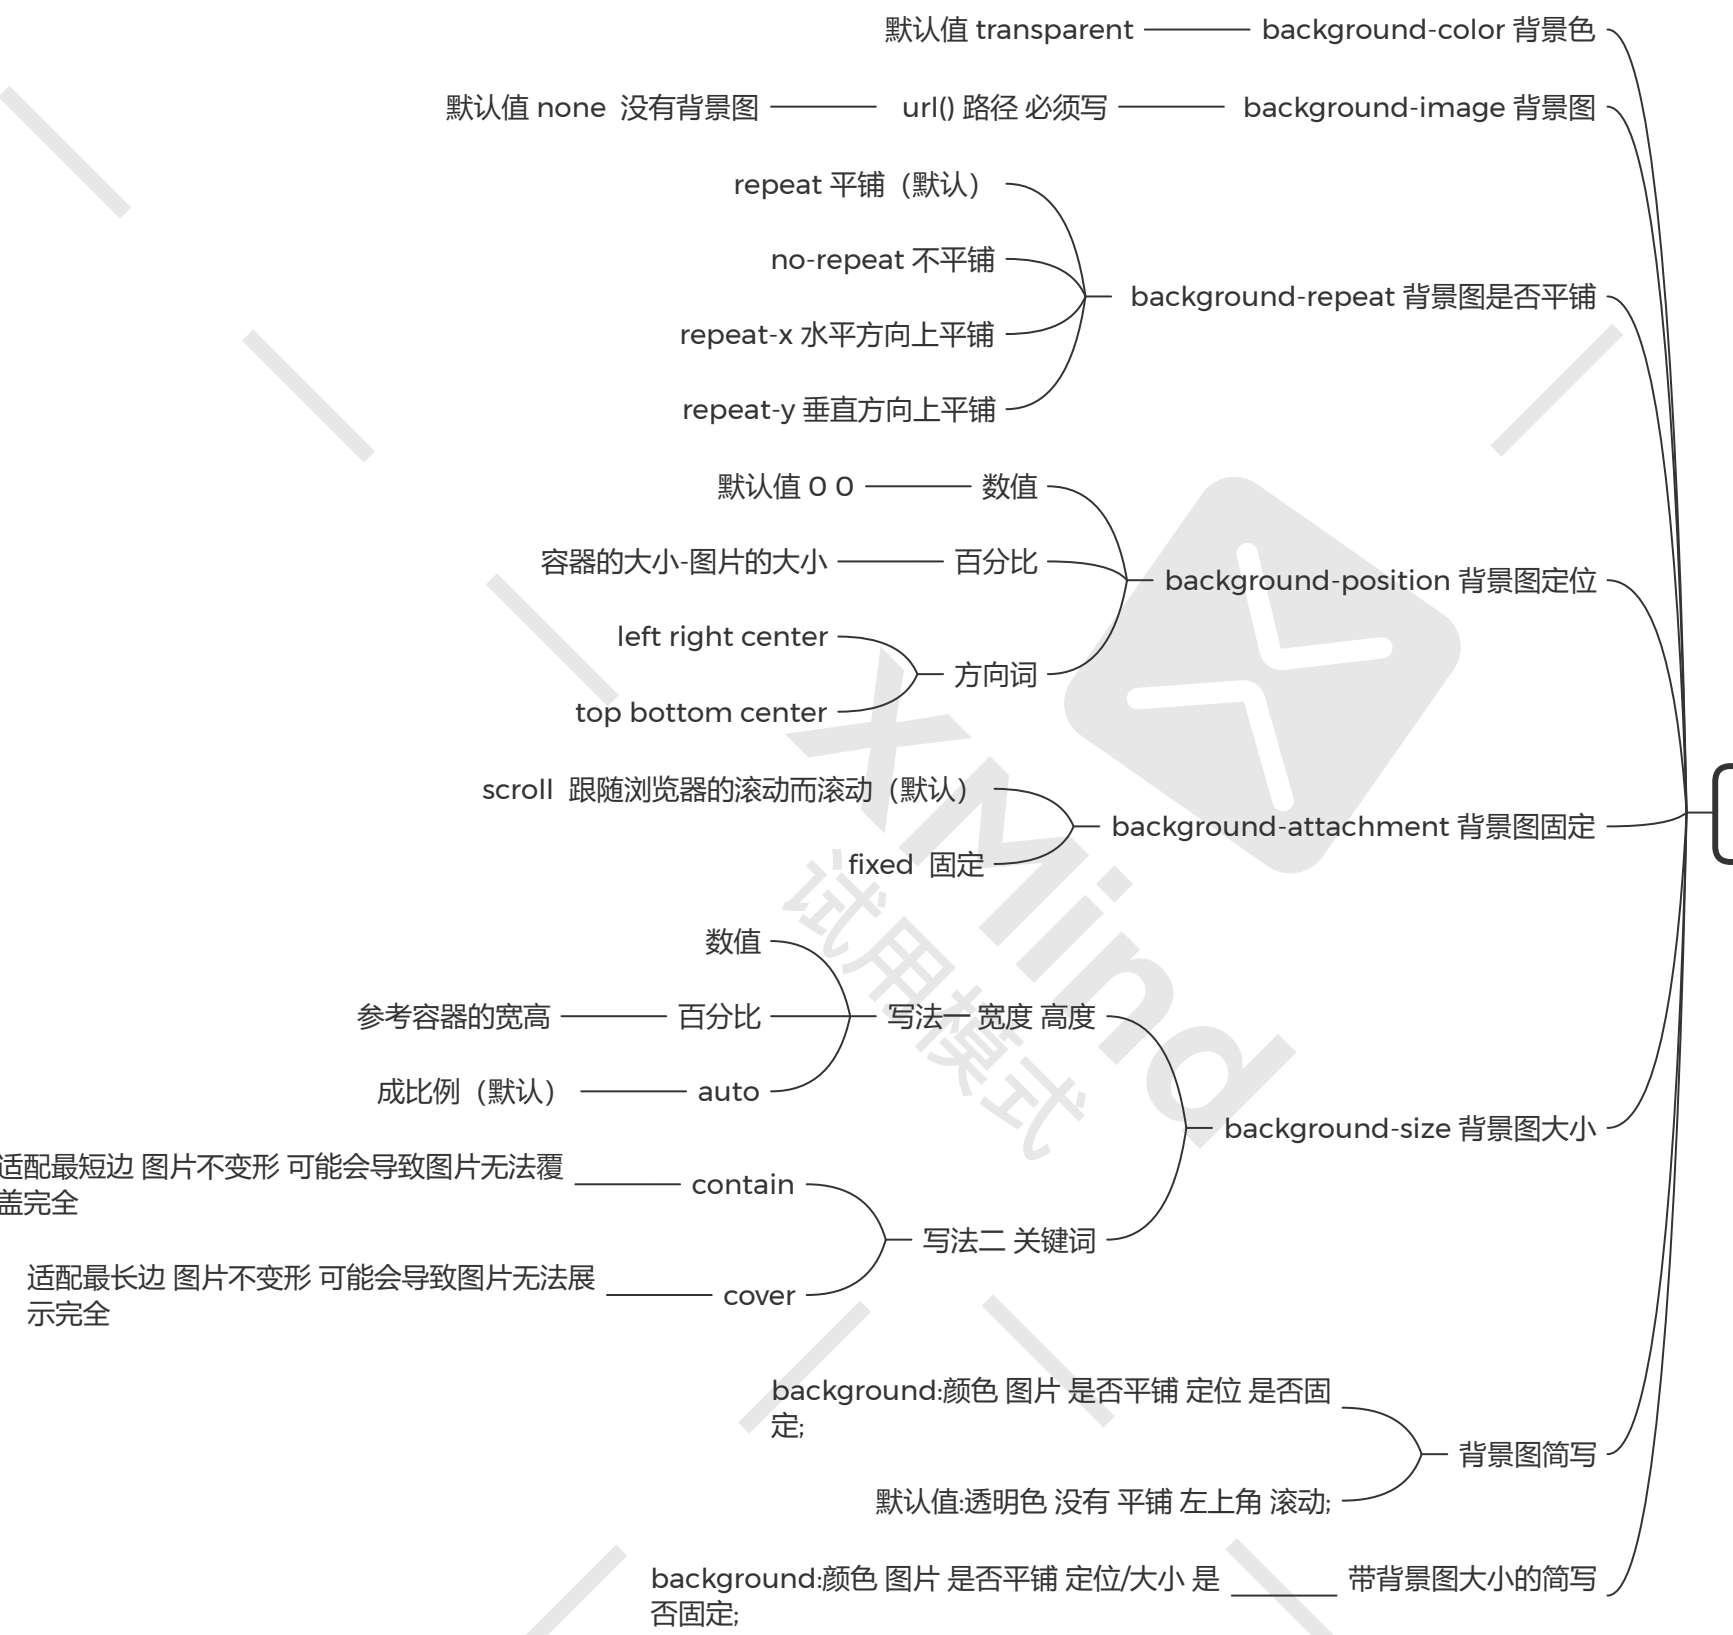 默认值 transparent
background-color 背景色
默认值 none 没有背景图
url() 路径 必须写
background-image 背景图
repeat 平铺（默认）
no-repeat 不平铺
repeat-x 水平方向上平铺
repeat-y 垂直方向上平铺
background-repeat 背景图是否平铺
默认值 0 0
数值
容器的大小-图片的大小
百分比
left right center
top bottom center
方向词
background-position 背景图定位
scroll 跟随浏览器的滚动而滚动（默认）
fixed 固定
background-attachment 背景图固定
数值
参考容器的宽高
百分比
成比例（默认）
auto
写法一 宽度 高度
适配最短边 图片不变形 可能会导致图片无法覆
盖完全
contain
适配最长边 图片不变形 可能会导致图片无法展
示完全
cover
写法二 关键词
background-size 背景图大小
background:颜色 图片 是否平铺 定位 是否固
定;
默认值:透明色 没有 平铺 左上角 滚动;
背景图简写
background:颜色 图片 是否平铺 定位/大小 是
否固定;
带背景图大小的简写
XMind
试用模式